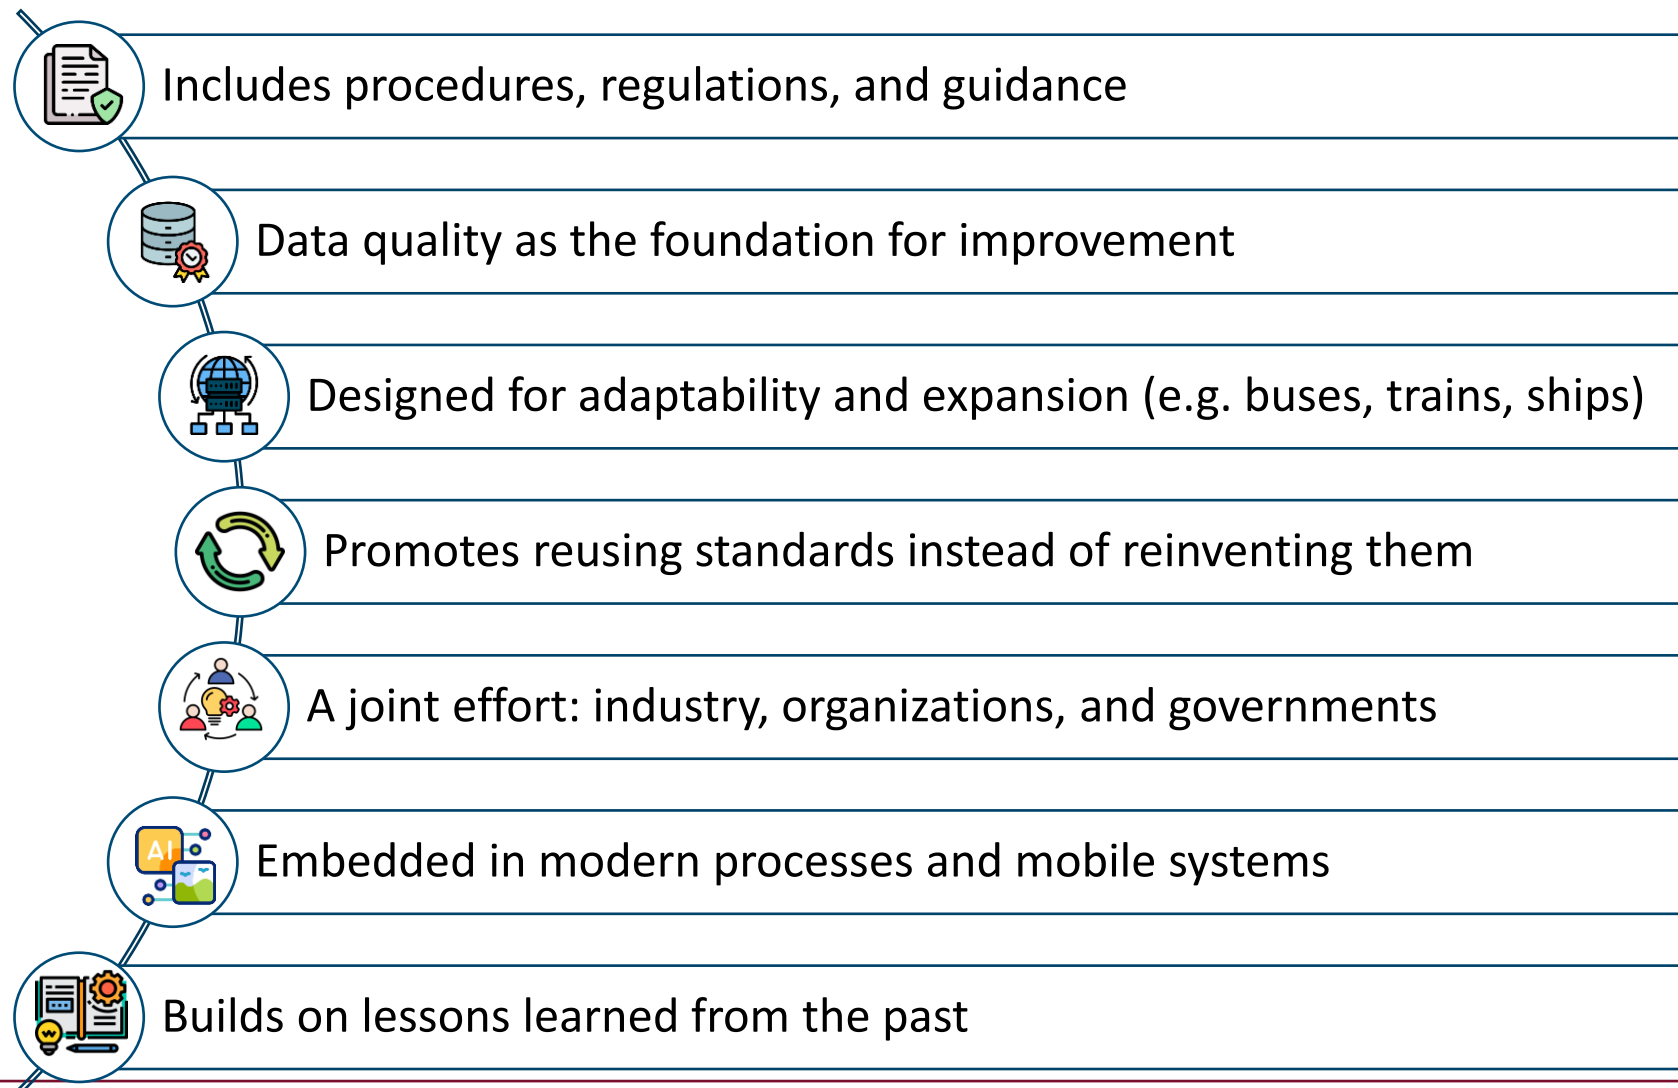 Includes procedures, regulations, and guidance
Data quality as the foundation for improvement
Designed for adaptability and expansion (e.g. buses, trains, ships)
Promotes reusing standards instead of reinventing them
A joint effort: industry, organizations, and governments
AI
Embedded in modern processes and mobile systems
Builds on lessons learned from the past